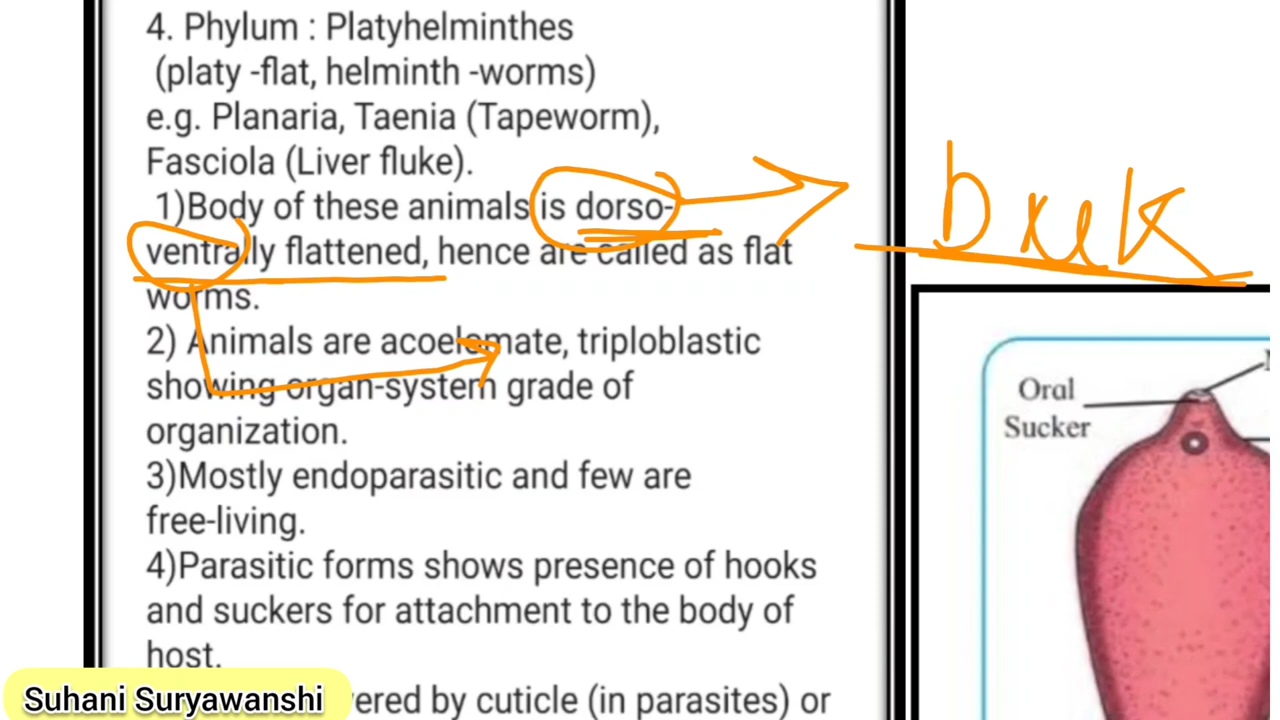 4. Phylum : Platyhelminthes
(platy -flat, helminth -worms)
e.g. Planaria, Taenia (Tapeworm),
Fasciola (Liver fluke).
1)Body of these animals is dorso-
ventrally flattened, hence are called as flat
worms.
2) Animals are acoelomate, triploblastic
showing organ-system grade of
organization.
3)Mostly endoparasitic and few are
free-living.
4)Parasitic forms shows presence of hooks
and suckers for attachment to the body of
host.
ered by cuticle (in parasites) or
Suhani Suryawanshi
Oral
Sucker